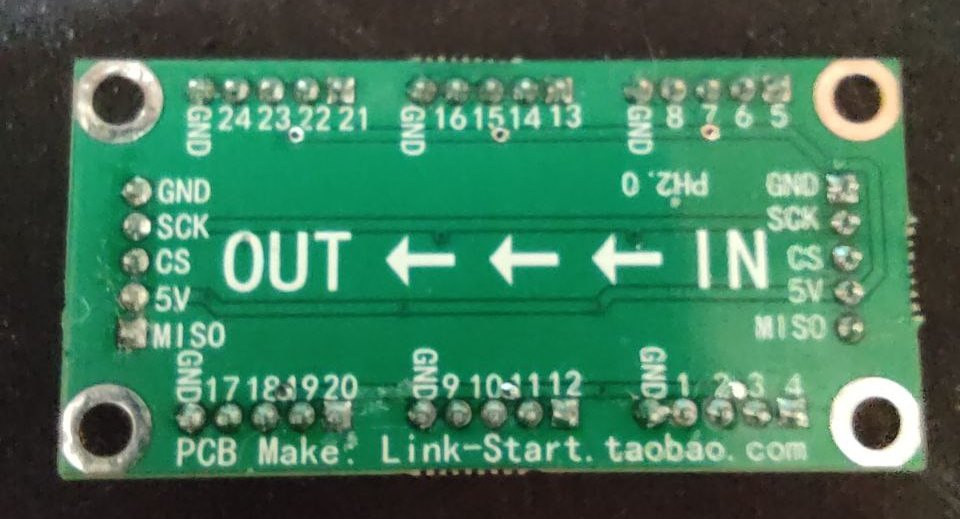 GND 24 23 22 21
GND 16 15 14 13
GND 8 7 6 5
PH2.0
GND
SCK
CS
5V
MISO
OUT ← ← ← IN
GND
SCK
CS
5V
MISO
GND 17 18 19 20
GND 9 10 11 12
GND 1 2 3 4
PCB Make: Link-Start.taobao.com